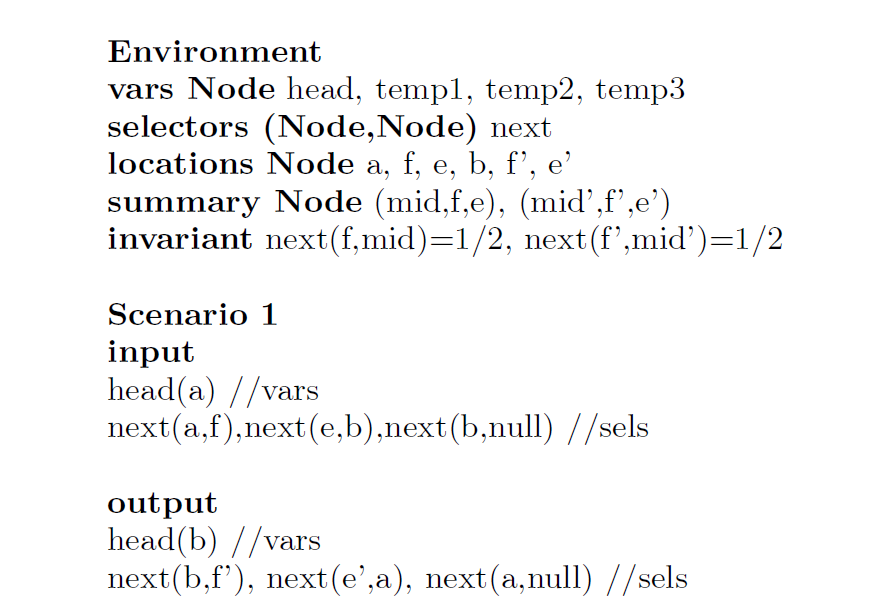 Environment
vars Node head, temp1, temp2, temp3
selectors (Node,Node) next
locations Node a, f, e, b, f’, e’
summary Node (mid,f,e), (mid’,f’,e’)
invariant next(f,mid)=1/2, next(f’,mid’)=1/2
Scenario 1
input
head(a) //vars
next(a,f),next(e,b),next(b,null) //sels
output
head(b) //vars
next(b,f’), next(e’,a), next(a,null) //sels